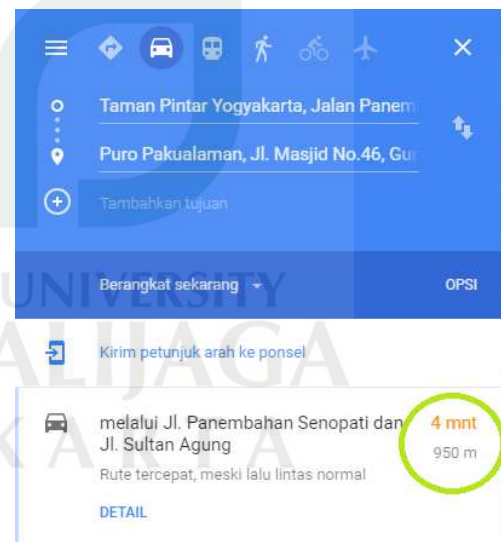 Taman Pintar Yogyakarta, Jalan Panem
Puro Pakualaman, Jl. Masjid No.46, Gu
Tambahkan tujuan
Berangkat sekarang OPSI
UNIVERSITY
Kirim petunjuk arah ke ponsel
ALIJAGA
melalui Jl. Panembahan Senopati dan 4 mnt
Jl. Sultan Agung 950 m
KARTA
Rute tercepat, meski lalu lintas normal
DETAIL